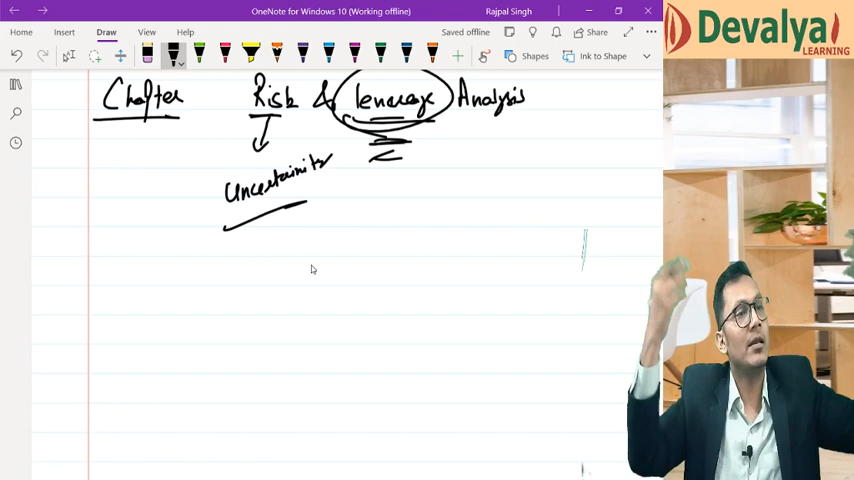 OneNote for Windows 10 (Working offline)
Rajpal Singh
Home Insert Draw View Help
Saved offline
Share
Shapes
Ink to Shape
Devalya
LEARNING
Chapter Risk & leverage Analysis
Uncertainity